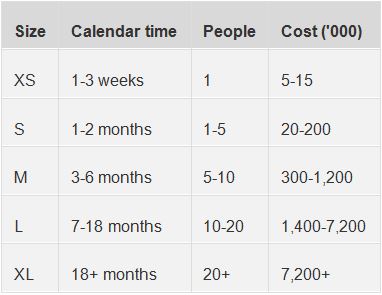 Size Calendar time People Cost ('000)
XS 1-3 weeks 1 5-15
S 1-2 months 1-5 20-200
M 3-6 months 5-10 300-1,200
L 7-18 months 10-20 1,400-7,200
XL 18+ months 20+ 7,200+